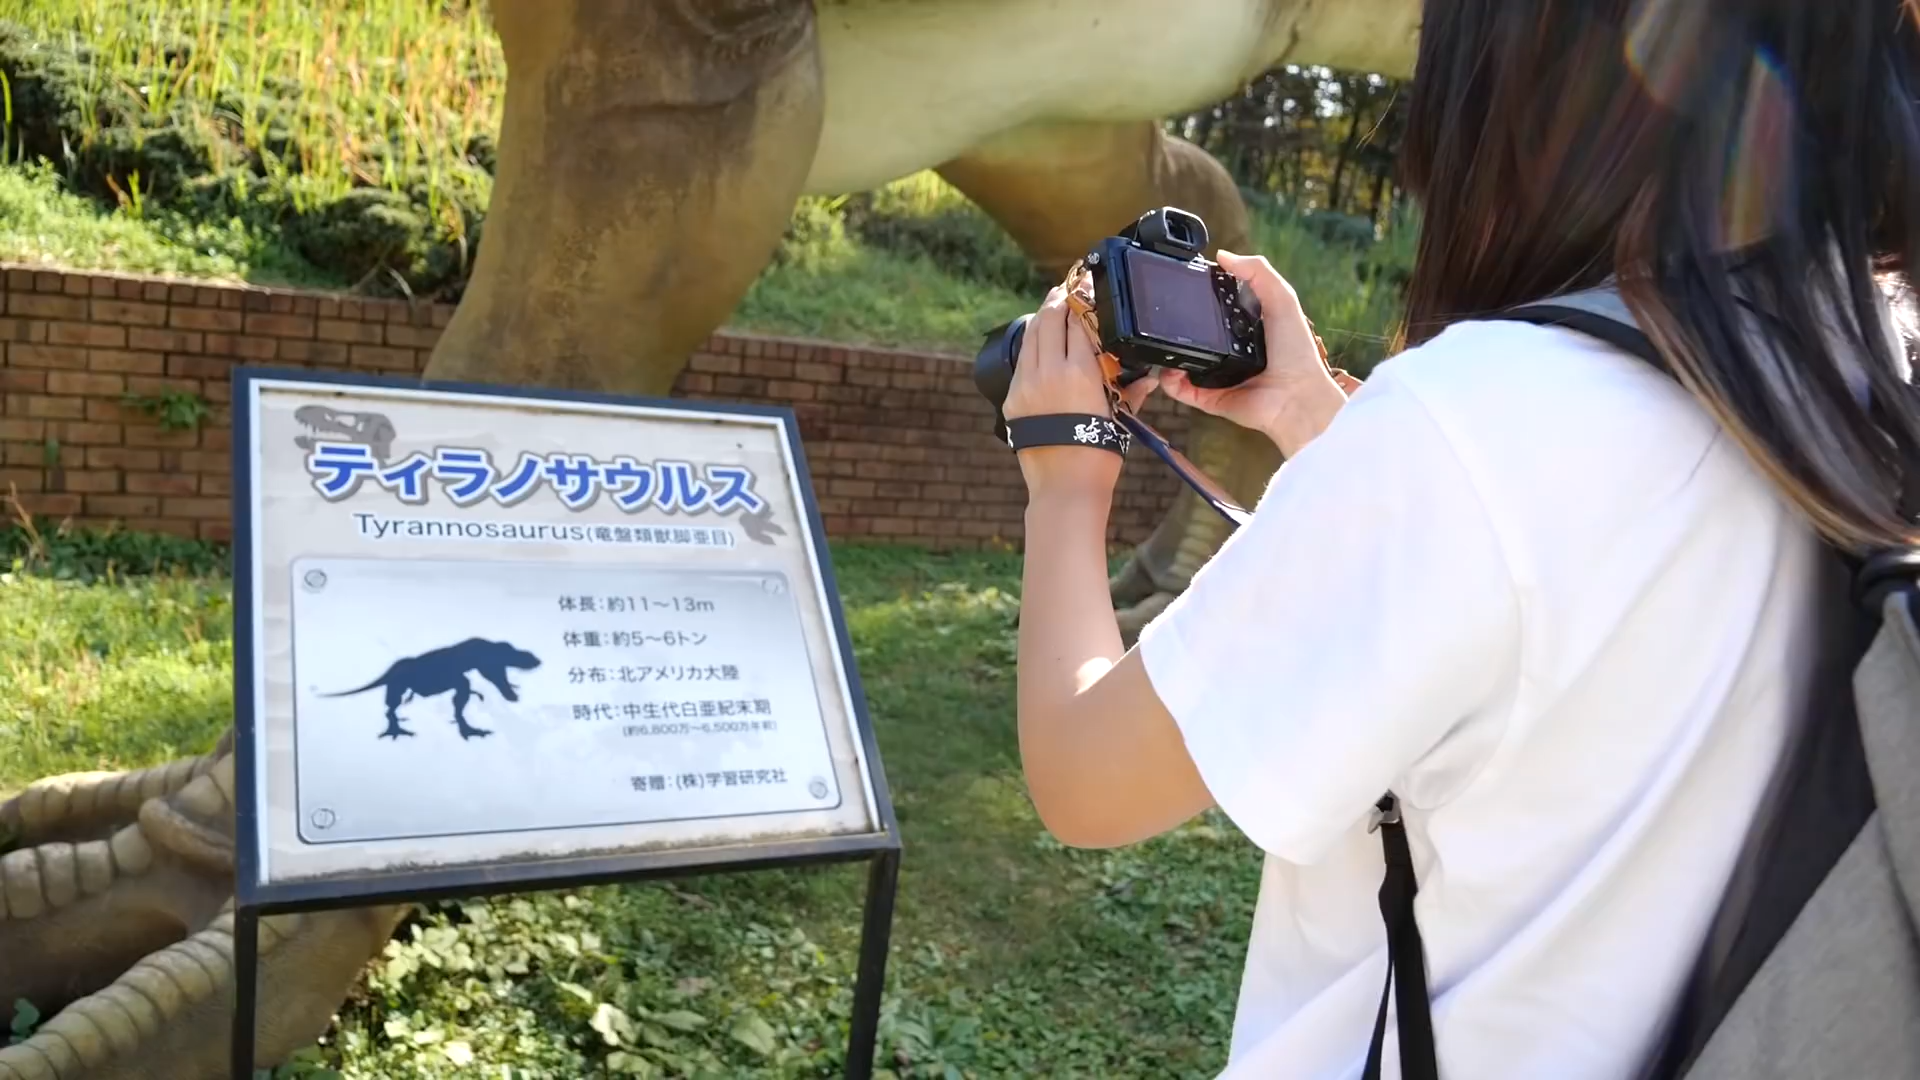 ティラノサウルス
Tyrannosaurus(竜盤類獣脚亜目)
体長:約11〜13m
体重:約5〜6トン
分布:北アメリカ大陸
時代:中生代白亜紀末期
(約6,800万〜6,500万年前)
寄贈:(株)学習研究社
騎